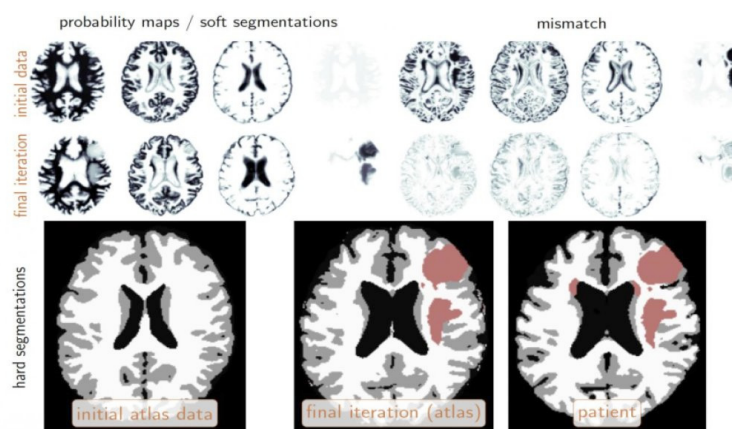 probability maps / soft segmentations
mismatch
initial data
final iteration
hard segmentations
initial atlas data
final iteration (atlas)
patient